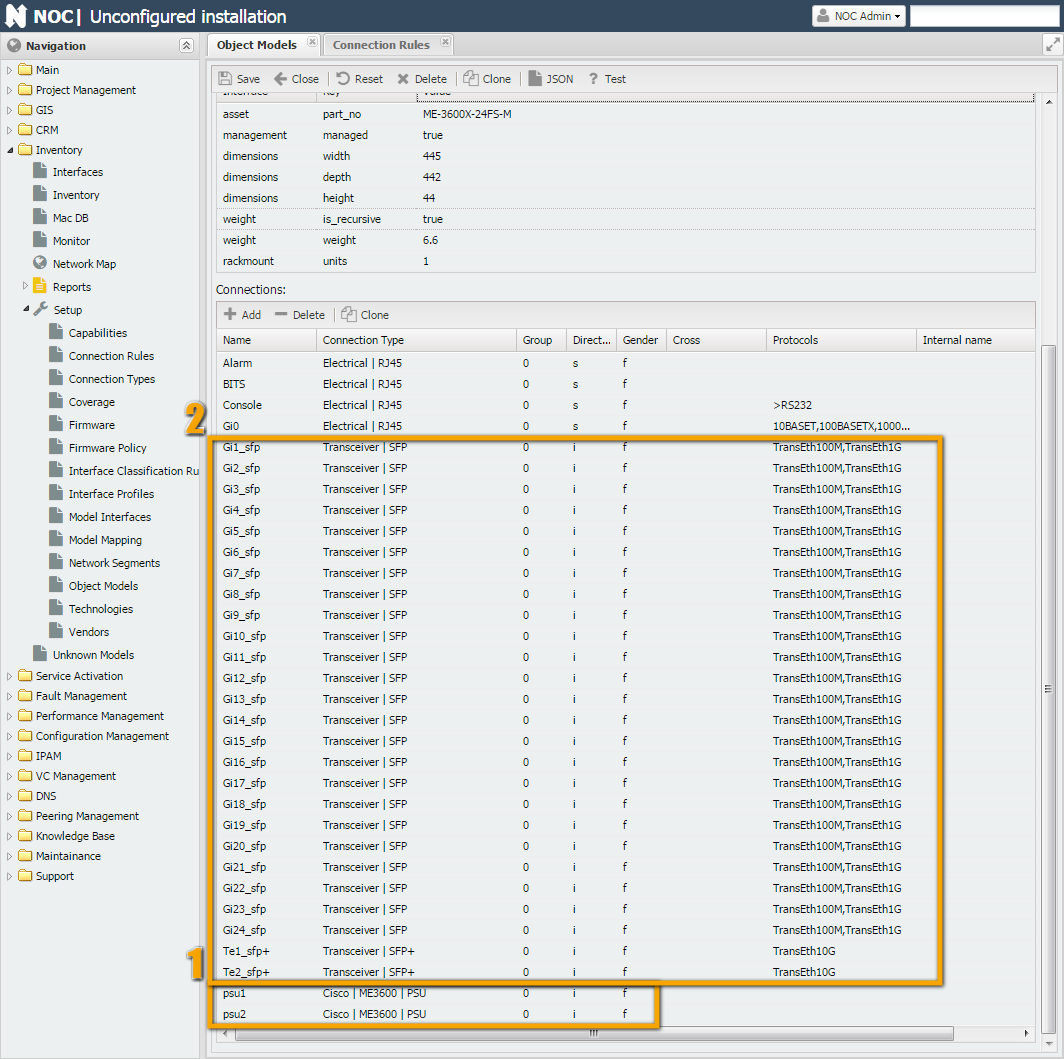 NOC| Unconfigured installation
NOC Admin
Navigation
Main
Project Management
GIS
CRM
Inventory
Interfaces
Inventory
Mac DB
Monitor
Network Map
Reports
Setup
Capabilities
Connection Rules
Connection Types
Coverage
Firmware
Firmware Policy
Interface Classification Ru
Interface Profiles
Model Interfaces
Model Mapping
Network Segments
Object Models
Technologies
Vendors
Unknown Models
Service Activation
Fault Management
Performance Management
Configuration Management
IPAM
VC Management
DNS
Peering Management
Knowledge Base
Maintainance
Support
Object Models Connection Rules
Save Close Reset Delete Clone JSON ? Test
Interface Key Value
asset part_no ME-3600X-24FS-M
management managed true
dimensions width 445
dimensions depth 442
dimensions height 44
weight is_recursive true
weight weight 6.6
rackmount units 1
Connections:
Add Delete Clone
Name Connection Type Group Direct... Gender Cross Protocols Internal name
Alarm Electrical | RJ45 0 s f
BITS Electrical | RJ45 0 s f
Console Electrical | RJ45 0 s f >RS232
Gi0 Electrical | RJ45 0 s f 10BASET,100BASETX,1000...
2
Gi1_sfp Transceiver | SFP 0 i f TransEth100M,TransEth1G
Gi2_sfp Transceiver | SFP 0 i f TransEth100M,TransEth1G
Gi3_sfp Transceiver | SFP 0 i f TransEth100M,TransEth1G
Gi4_sfp Transceiver | SFP 0 i f TransEth100M,TransEth1G
Gi5_sfp Transceiver | SFP 0 i f TransEth100M,TransEth1G
Gi6_sfp Transceiver | SFP 0 i f TransEth100M,TransEth1G
Gi7_sfp Transceiver | SFP 0 i f TransEth100M,TransEth1G
Gi8_sfp Transceiver | SFP 0 i f TransEth100M,TransEth1G
Gi9_sfp Transceiver | SFP 0 i f TransEth100M,TransEth1G
Gi10_sfp Transceiver | SFP 0 i f TransEth100M,TransEth1G
Gi11_sfp Transceiver | SFP 0 i f TransEth100M,TransEth1G
Gi12_sfp Transceiver | SFP 0 i f TransEth100M,TransEth1G
Gi13_sfp Transceiver | SFP 0 i f TransEth100M,TransEth1G
Gi14_sfp Transceiver | SFP 0 i f TransEth100M,TransEth1G
Gi15_sfp Transceiver | SFP 0 i f TransEth100M,TransEth1G
Gi16_sfp Transceiver | SFP 0 i f TransEth100M,TransEth1G
Gi17_sfp Transceiver | SFP 0 i f TransEth100M,TransEth1G
Gi18_sfp Transceiver | SFP 0 i f TransEth100M,TransEth1G
Gi19_sfp Transceiver | SFP 0 i f TransEth100M,TransEth1G
Gi20_sfp Transceiver | SFP 0 i f TransEth100M,TransEth1G
Gi21_sfp Transceiver | SFP 0 i f TransEth100M,TransEth1G
Gi22_sfp Transceiver | SFP 0 i f TransEth100M,TransEth1G
Gi23_sfp Transceiver | SFP 0 i f TransEth100M,TransEth1G
Gi24_sfp Transceiver | SFP 0 i f TransEth100M,TransEth1G
Te1_sfp+ Transceiver | SFP+ 0 i f TransEth10G
1
Te2_sfp+ Transceiver | SFP+ 0 i f TransEth10G
psu1 Cisco | ME3600 | PSU 0 i f
psu2 Cisco | ME3600 | PSU 0 i f